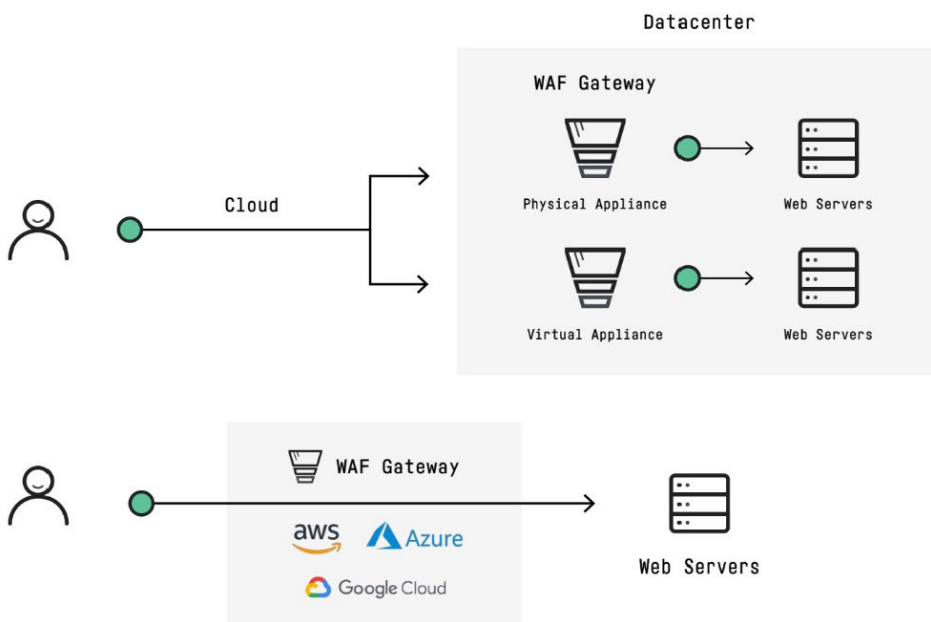 Datacenter
WAF Gateway
Cloud
Physical Appliance
Web Servers
Virtual Appliance
Web Servers
WAF Gateway
aws
Azure
Google Cloud
Web Servers